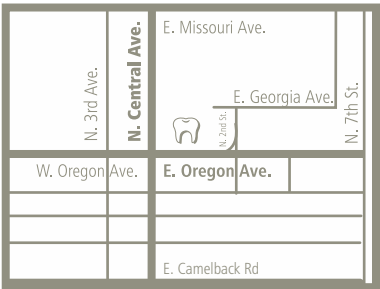 E. Missouri Ave.
N. 3rd Ave.
N. Central Ave.
E. Georgia Ave.
N. 2nd St.
N. 7th St.
W. Oregon Ave.
E. Oregon Ave.
E. Camelback Rd